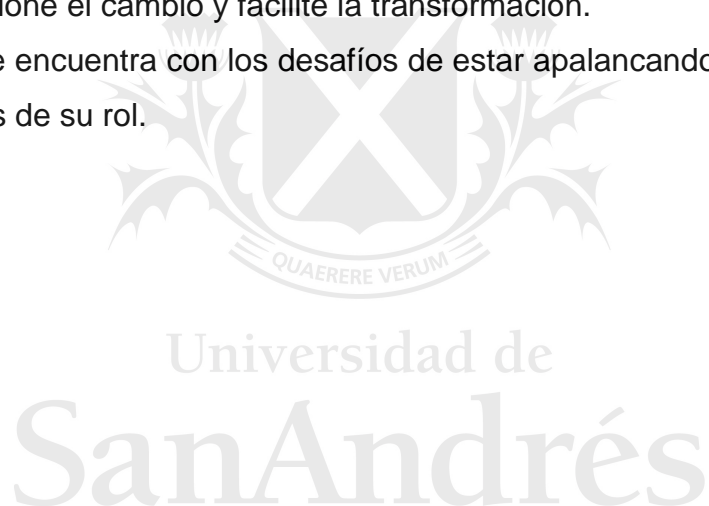 ione el cambio y facilite la transformación.
e encuentra con los desafíos de estar apalancando
s de su rol.
QUAERERE VERUM
Universidad de
SanAndrés